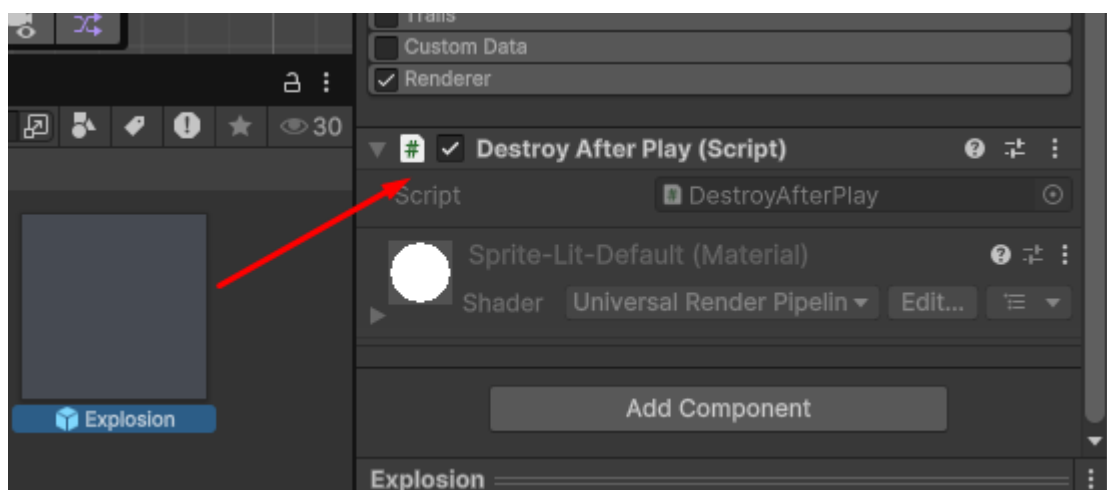 Trails
Custom Data
Renderer
30
Destroy After Play (Script)
Script DestroyAfterPlay
Sprite-Lit-Default (Material)
Shader Universal Render Pipelin Edit...
Explosion
Add Component
Explosion